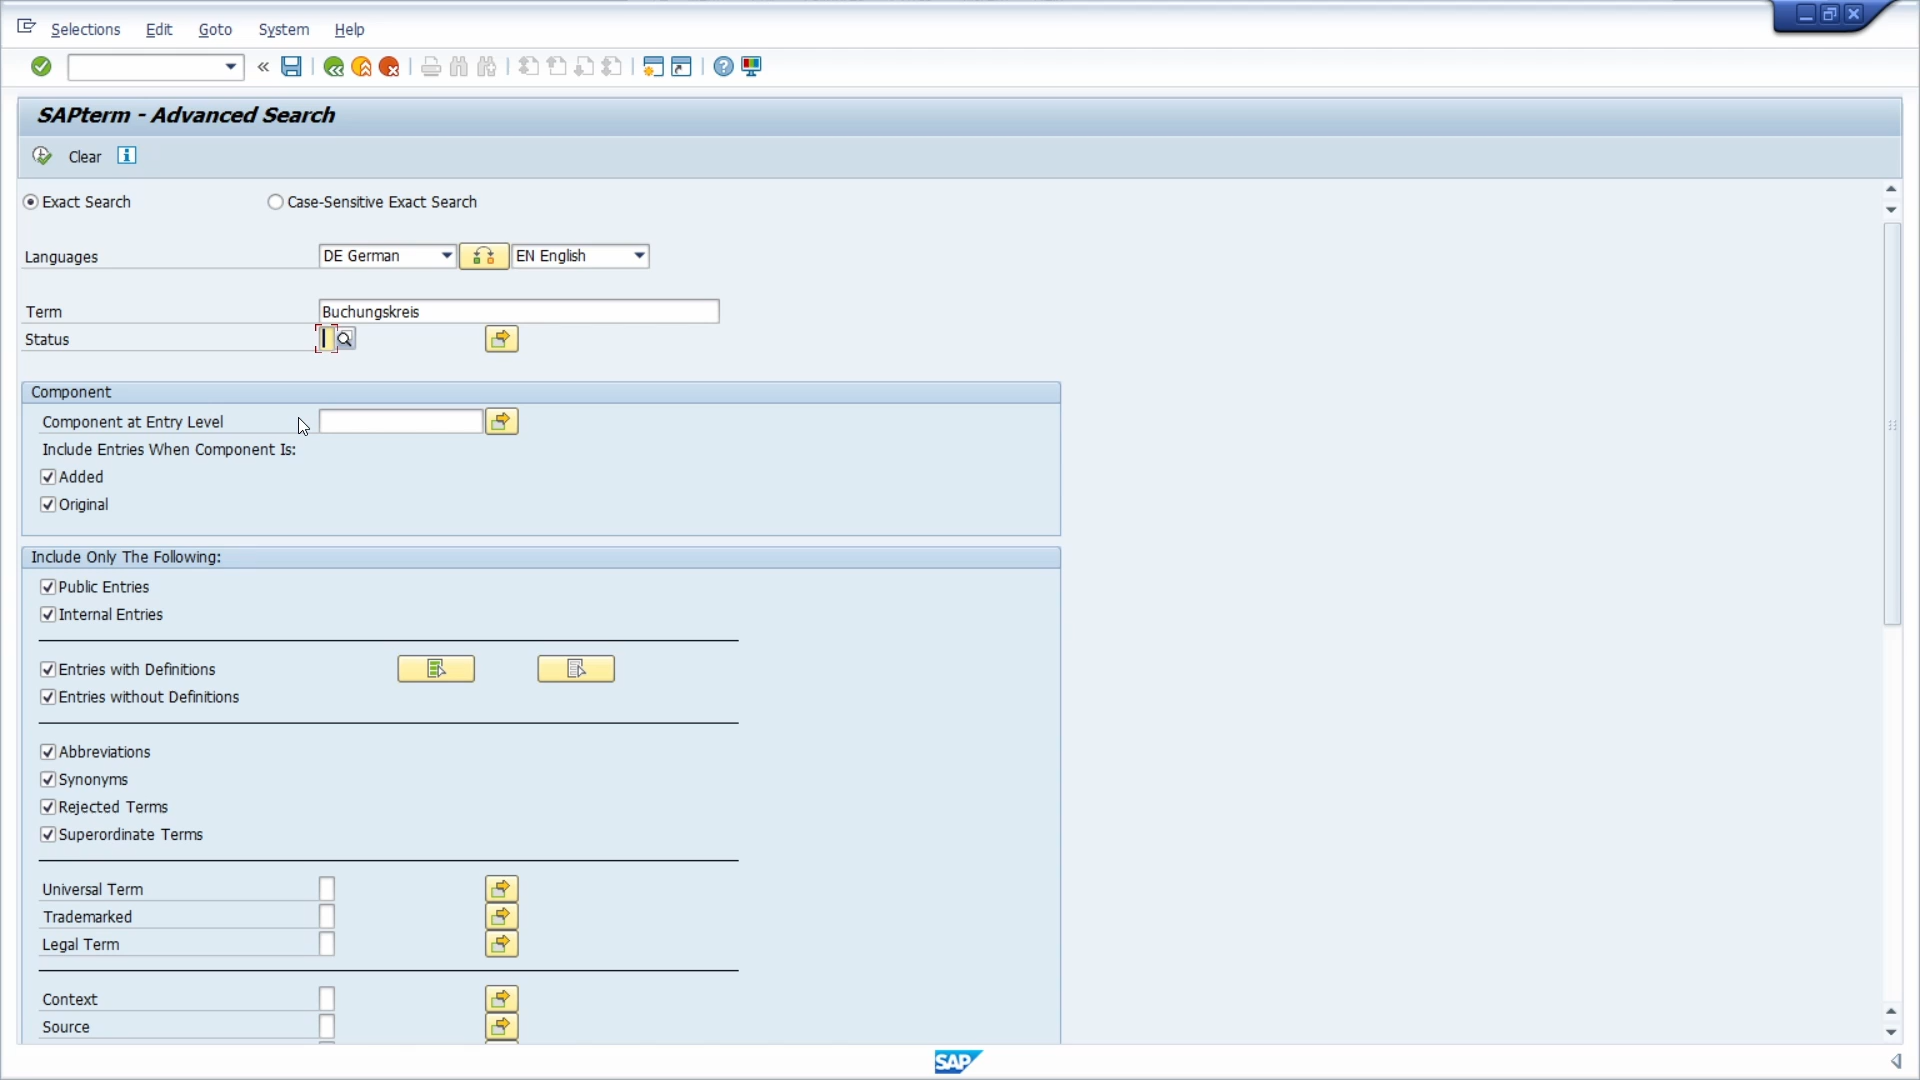 Selections Edit Goto System Help
SAPterm - Advanced Search
Clear
Exact Search Case-Sensitive Exact Search
Languages DE German EN English
Term Buchungskreis
Status
Component
Component at Entry Level
Include Entries When Component Is:
Added
Original
Include Only The Following:
Public Entries
Internal Entries
Entries with Definitions
Entries without Definitions
Abbreviations
Synonyms
Rejected Terms
Superordinate Terms
Universal Term
Trademarked
Legal Term
Context
Source
SAP